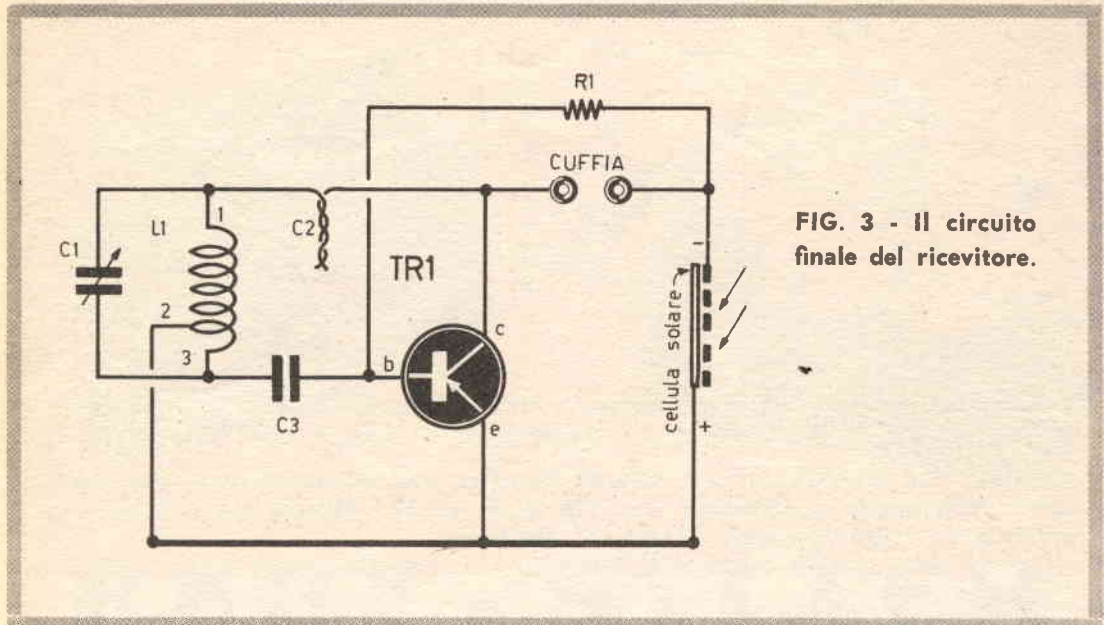 R1
CUFFIA
C1
L1
1
C2
TR1
2
3
b
c
C3
e
-
cellula solare
+
FIG. 3 - Il circuito
finale del ricevitore.